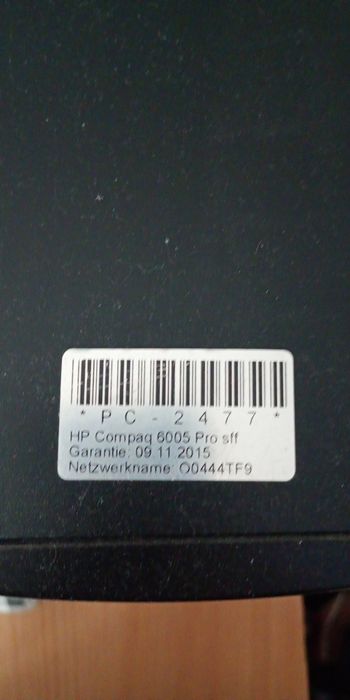 *PC-2477*
HP Compaq 6005 Pro sff
Garantie: 09.11.2015
Netzwerkname: O0444TF9